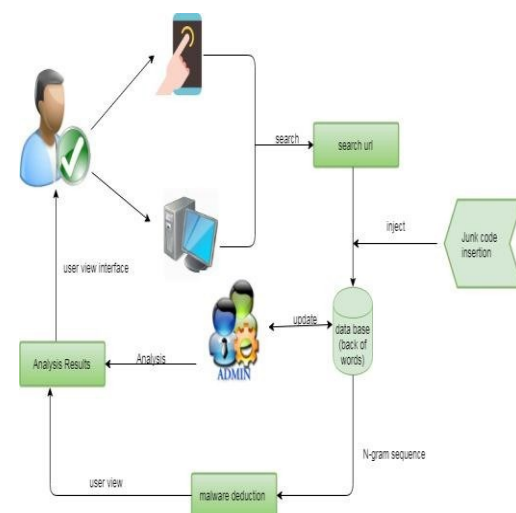 search
search url
inject
Junk code
insertion
user view interface
update
data base
(back of
words)
ADMIN
Analysis Results
Analysis
N-gram sequence
user view
malware deduction